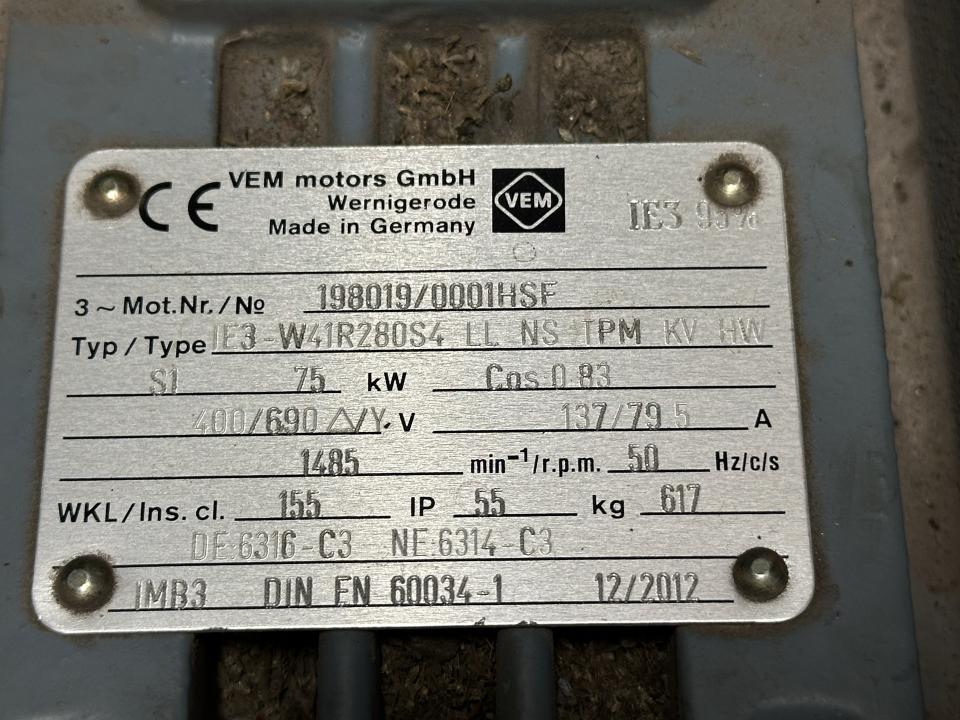 CE VEM motors GmbH
Wernigerode
Made in Germany
VEM
IE3 95%
3 ~ Mot.Nr./№ 198019/0001HSF
Typ / Type IE3-W41R280S4 LL NS TPM KV HW
S1 75 kW Cos 0.83
400/690 △/Y. V 137/79.5 A
1485 min⁻¹/r.p.m. 50 Hz/c/s
WKL/Ins. cl. 155 IP 55 kg 617
DE:6316-C3 NE:6314-C3
IMB3 DIN EN 60034-1 12/2012